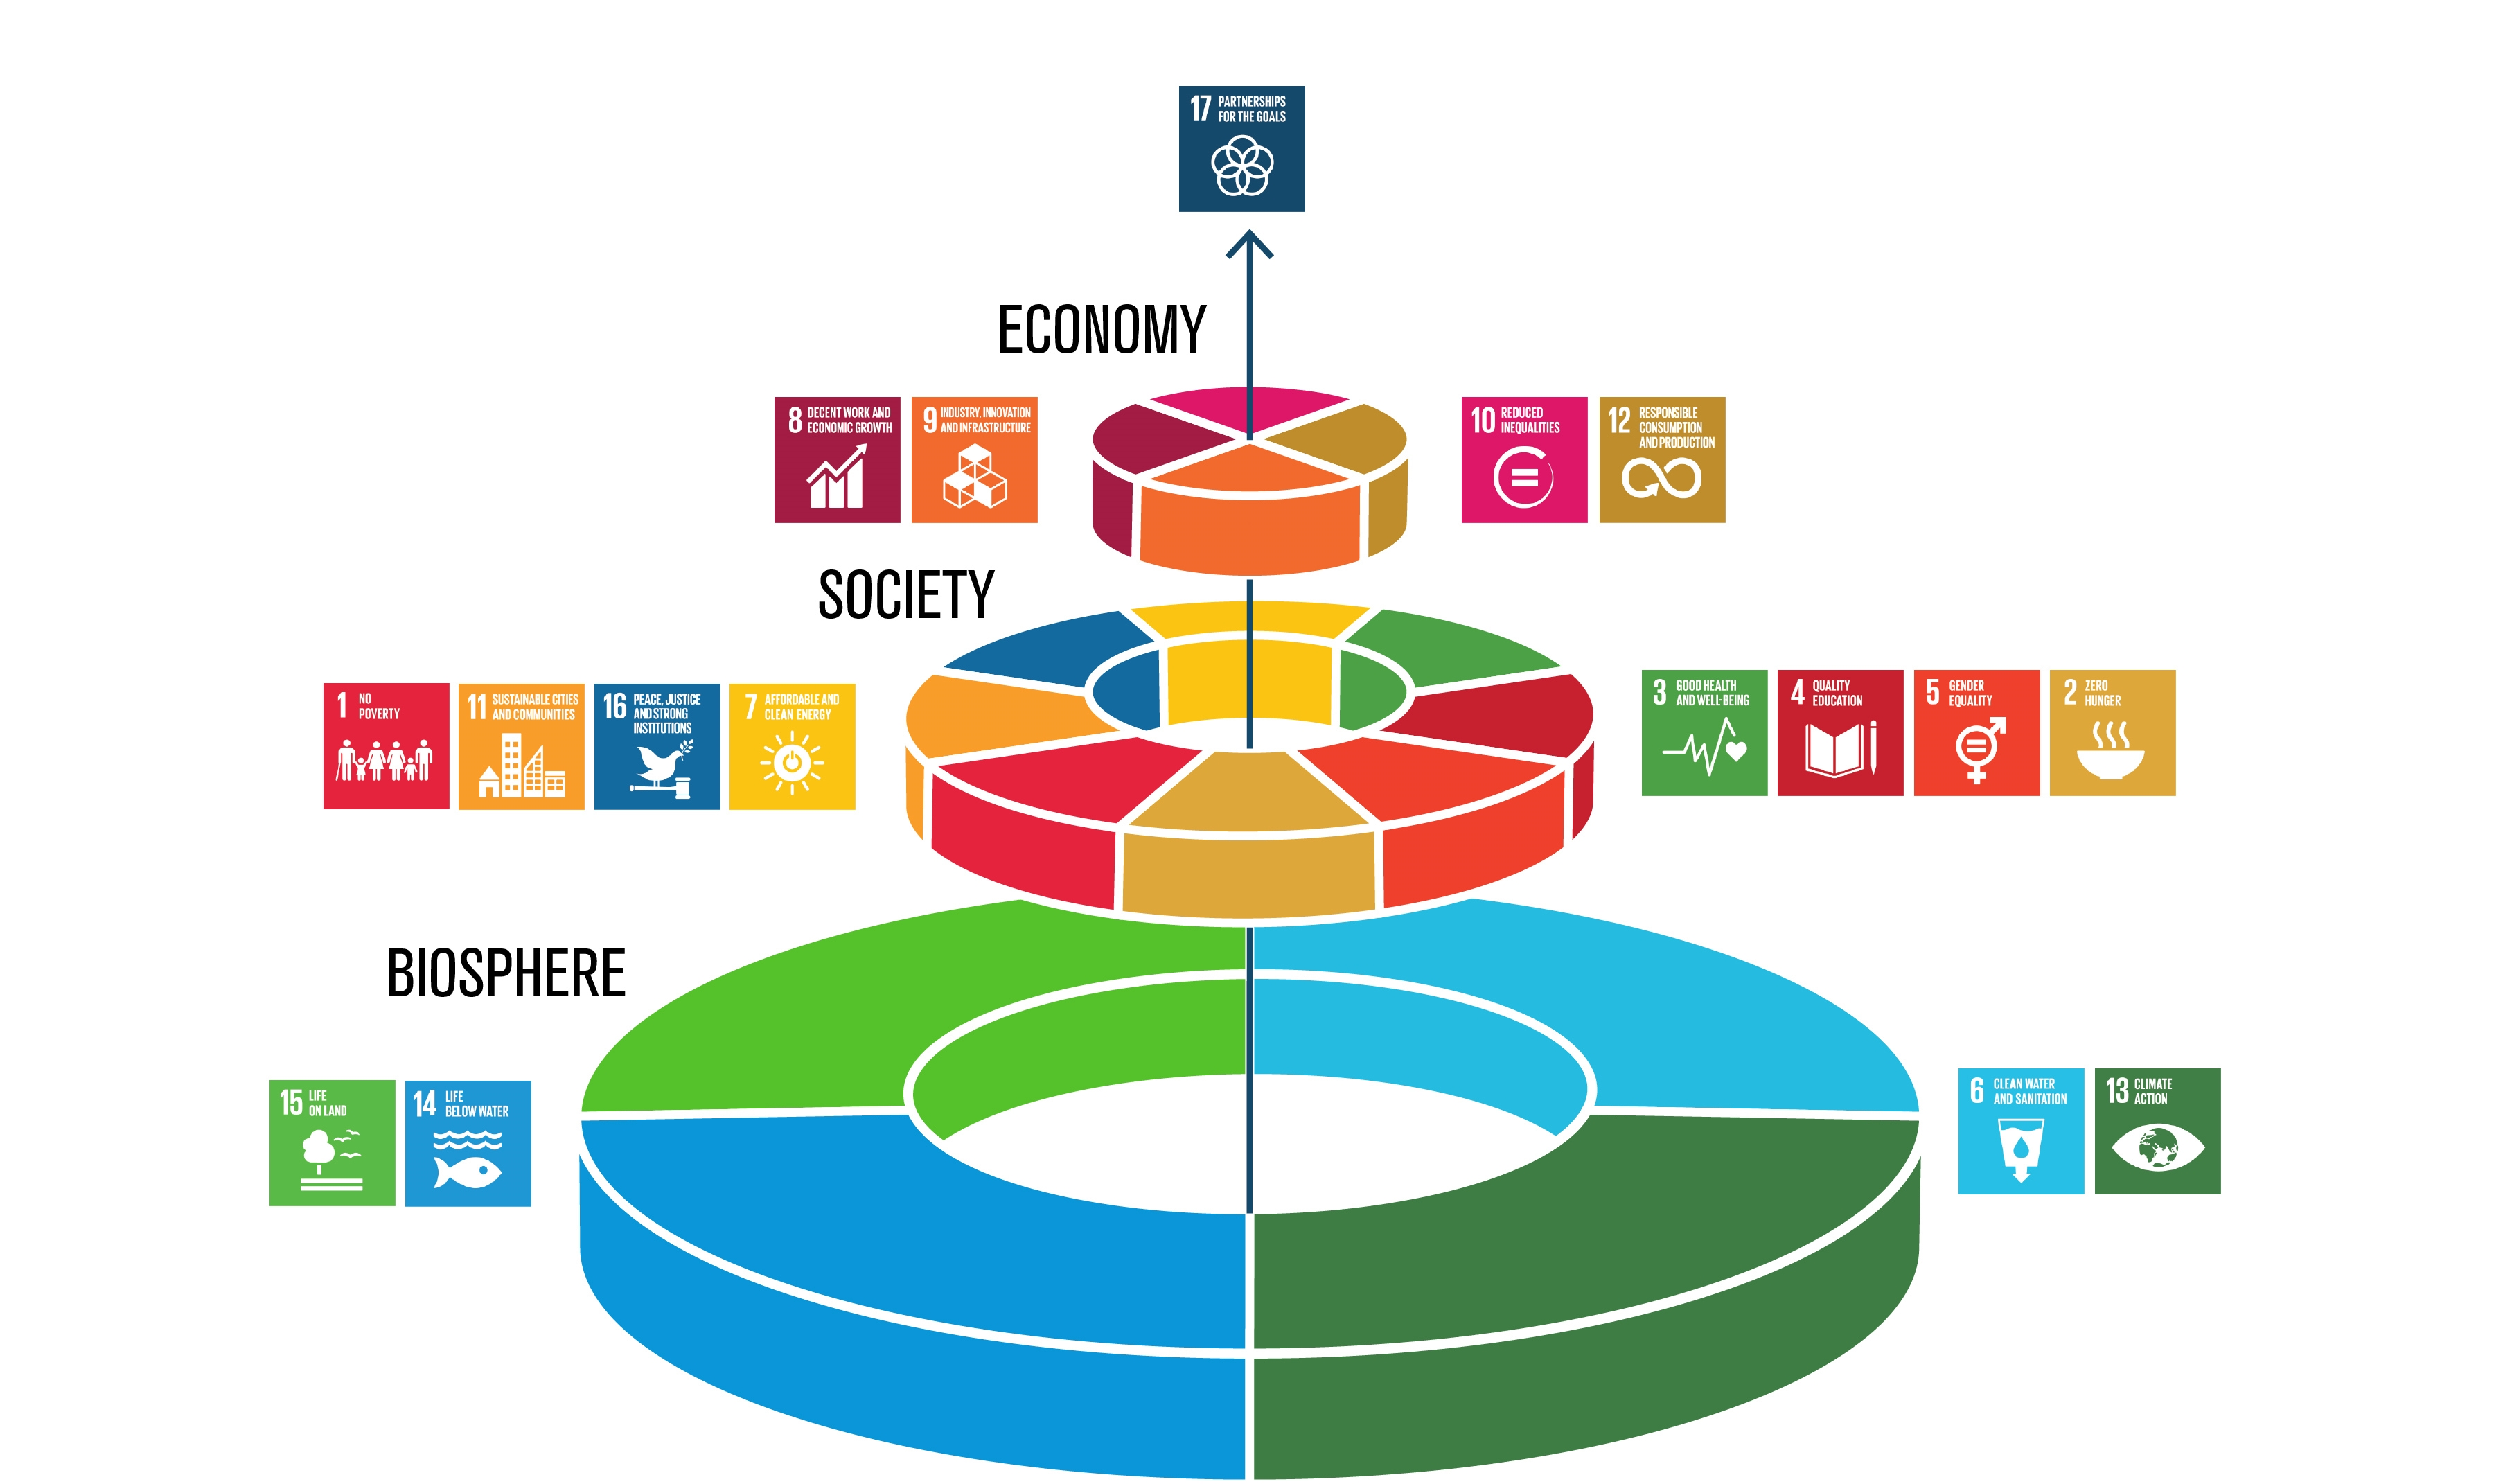 17 PARTNERSHIPS
FOR THE GOALS
ECONOMY
8 DECENT WORK AND
ECONOMIC GROWTH
9 INDUSTRY, INNOVATION
AND INFRASTRUCTURE
10 REDUCED
INEQUALITIES
12 RESPONSIBLE
CONSUMPTION
AND PRODUCTION
SOCIETY
1 NO
POVERTY
11 SUSTAINABLE CITIES
AND COMMUNITIES
16 PEACE, JUSTICE
AND STRONG
INSTITUTIONS
7 AFFORDABLE AND
CLEAN ENERGY
3 GOOD HEALTH
AND WELL-BEING
4 QUALITY
EDUCATION
5 GENDER
EQUALITY
2 ZERO
HUNGER
BIOSPHERE
15 LIFE
ON LAND
14 LIFE
BELOW WATER
6 CLEAN WATER
AND SANITATION
13 CLIMATE
ACTION